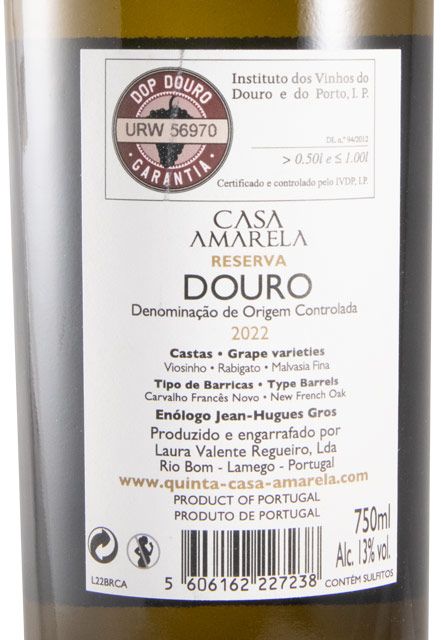 DOP DOURO
URW 56970
GARANTIA
Instituto dos Vinhos do
Douro e do Porto, I. P.
DL n.º 94/2012
> 0.50l e ≤ 1.00l
Certificado e controlado pelo IVDP, I.P.
CASA
AMARELA
RESERVA
DOURO
Denominação de Origem Controlada
2022
Castas • Grape varieties
Viosinho • Rabigato • Malvasia Fina
Tipo de Barricas • Type Barrels
Carvalho Francês Novo • New French Oak
Enólogo Jean-Hugues Gros
Produzido e engarrafado por
Laura Valente Regueiro, Lda
Rio Bom - Lamego - Portugal
www.quinta-casa-amarela.com
PRODUCT OF PORTUGAL
PRODUTO DE PORTUGAL
750ml
Alc. 13% vol.
L22BRCA
5 606162 227238
CONTÉM SULFITOS